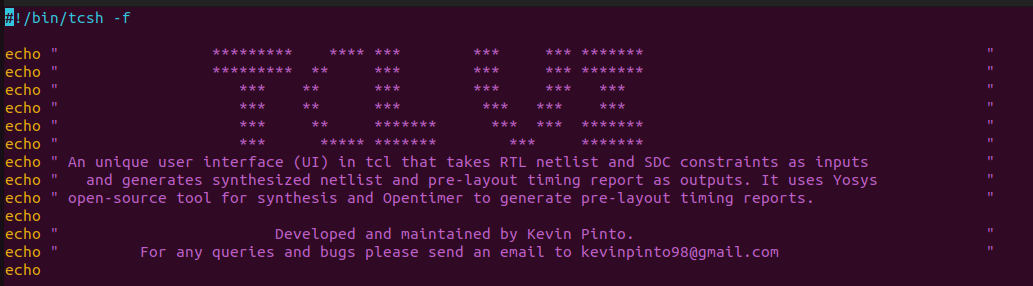 #!/bin/tcsh -f
echo "                 *********    **** ***        ***     *** *******                                      "
echo "                 *********  **     ***        ***     *** *******                                      "
echo "                    ***    **      ***        ***     ***   ***                                        "
echo "                    ***    **      ***         ***   ***    ***                                        "
echo "                    ***     **     *******      ***  ***  *******                                      "
echo "                    ***      ***** *******        ***     *******                                      "
echo " An unique user interface (UI) in tcl that takes RTL netlist and SDC constraints as inputs             "
echo "   and generates synthesized netlist and pre-layout timing report as outputs. It uses Yosys            "
echo " open-source tool for synthesis and Opentimer to generate pre-layout timing reports.                   "
echo
echo "                        Developed and maintained by Kevin Pinto.                                       "
echo "         For any queries and bugs please send an email to kevinpinto98@gmail.com                       "
echo